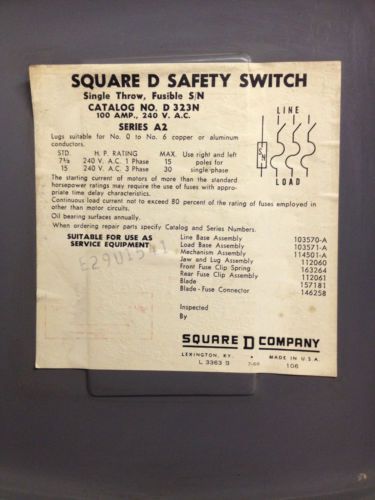 SQUARE D SAFETY SWITCH
Single Throw, Fusible S/N
CATALOG NO. D 323N
100 AMP., 240 V. A.C.
SERIES A2
LINE
S/N
LOAD
Lugs suitable for No. 0 to No. 6 copper or aluminum
conductors.
STD. H. P. RATING MAX. Use right and left
7½ 240 V. A.C. 1 Phase 15 poles for
15 240 V. A.C. 3 Phase 30 single phase
The starting current of motors of more than the standard
horsepower ratings may require the use of fuses with appro-
priate time delay characteristics.
Continuous load current not to exceed 80 percent of the rating of fuses employed in
other than motor circuits.
Oil bearing surfaces annually.
When ordering repair parts specify Catalog and Series Numbers.
SUITABLE FOR USE AS
SERVICE EQUIPMENT
Line Base Assembly 103570-A
Load Base Assembly 103571-A
Mechanism Assembly 114501-A
Jaw and Lug Assembly 112060
Front Fuse Clip Spring 163264
Rear Fuse Clip Assembly 112061
Blade 157181
Blade-Fuse Connector 146258
Inspected
By
SQUARE D COMPANY
LEXINGTON, KY. MADE IN U.S.A.
L 3363 S 106